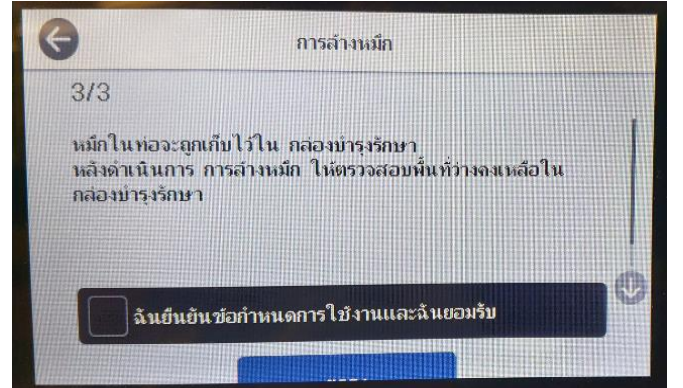 การล้างหมึก
3/3
หมึกในท่อจะถูกเก็บไว้ใน กล่องบำรุงรักษา
หลังดำเนินการ การล้างหมึก ให้ตรวจสอบพื้นที่ว่างคงเหลือใน
กล่องบำรุงรักษา
ฉันยืนยันข้อกำหนดการใช้งานและฉันยอมรับ